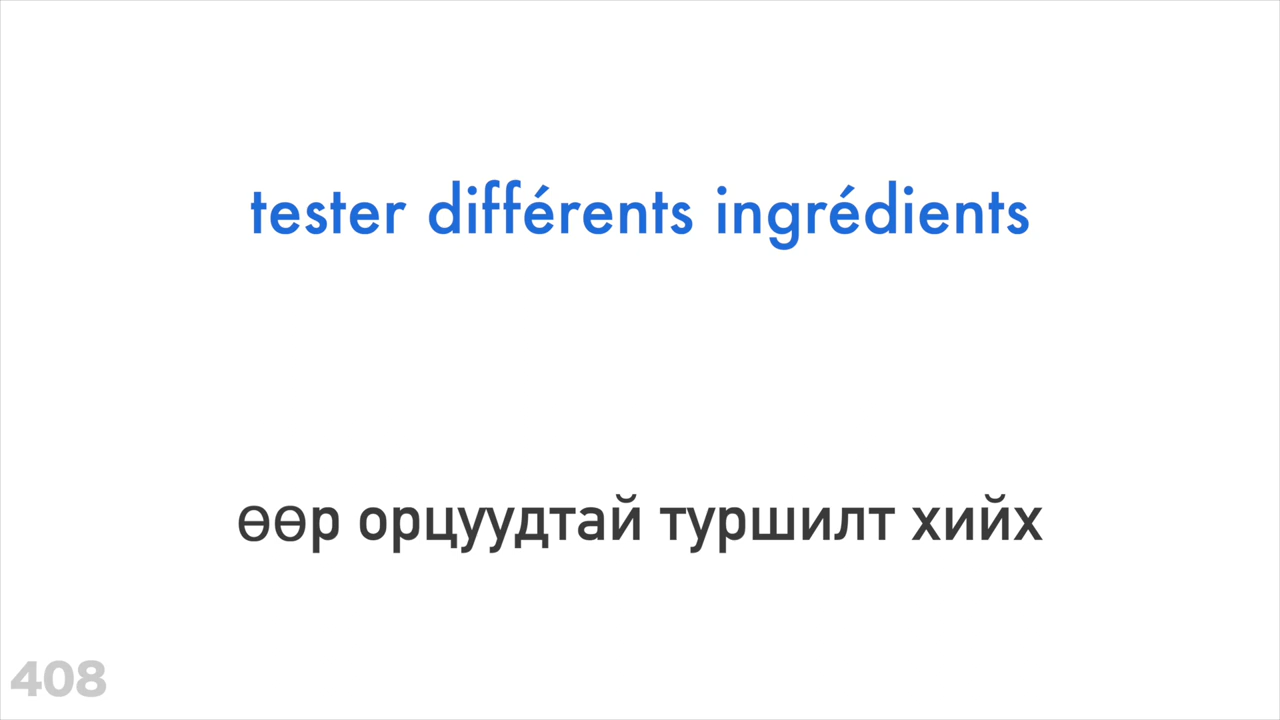 tester différents ingrédients
өөр орцуудтай туршилт хийх
408